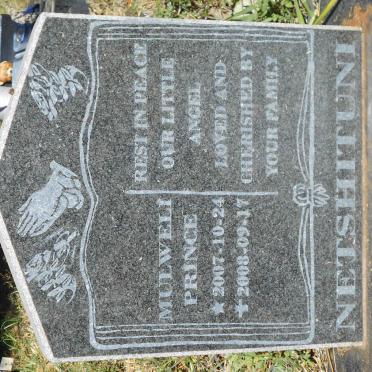 MULWELI
PRINCE
★ 2007-10-24
✝ 2008-09-17
REST IN PEACE
OUR LITTLE
ANGEL
LOVED AND
CHERISHED BY
YOUR FAMILY
NETSHITUNI